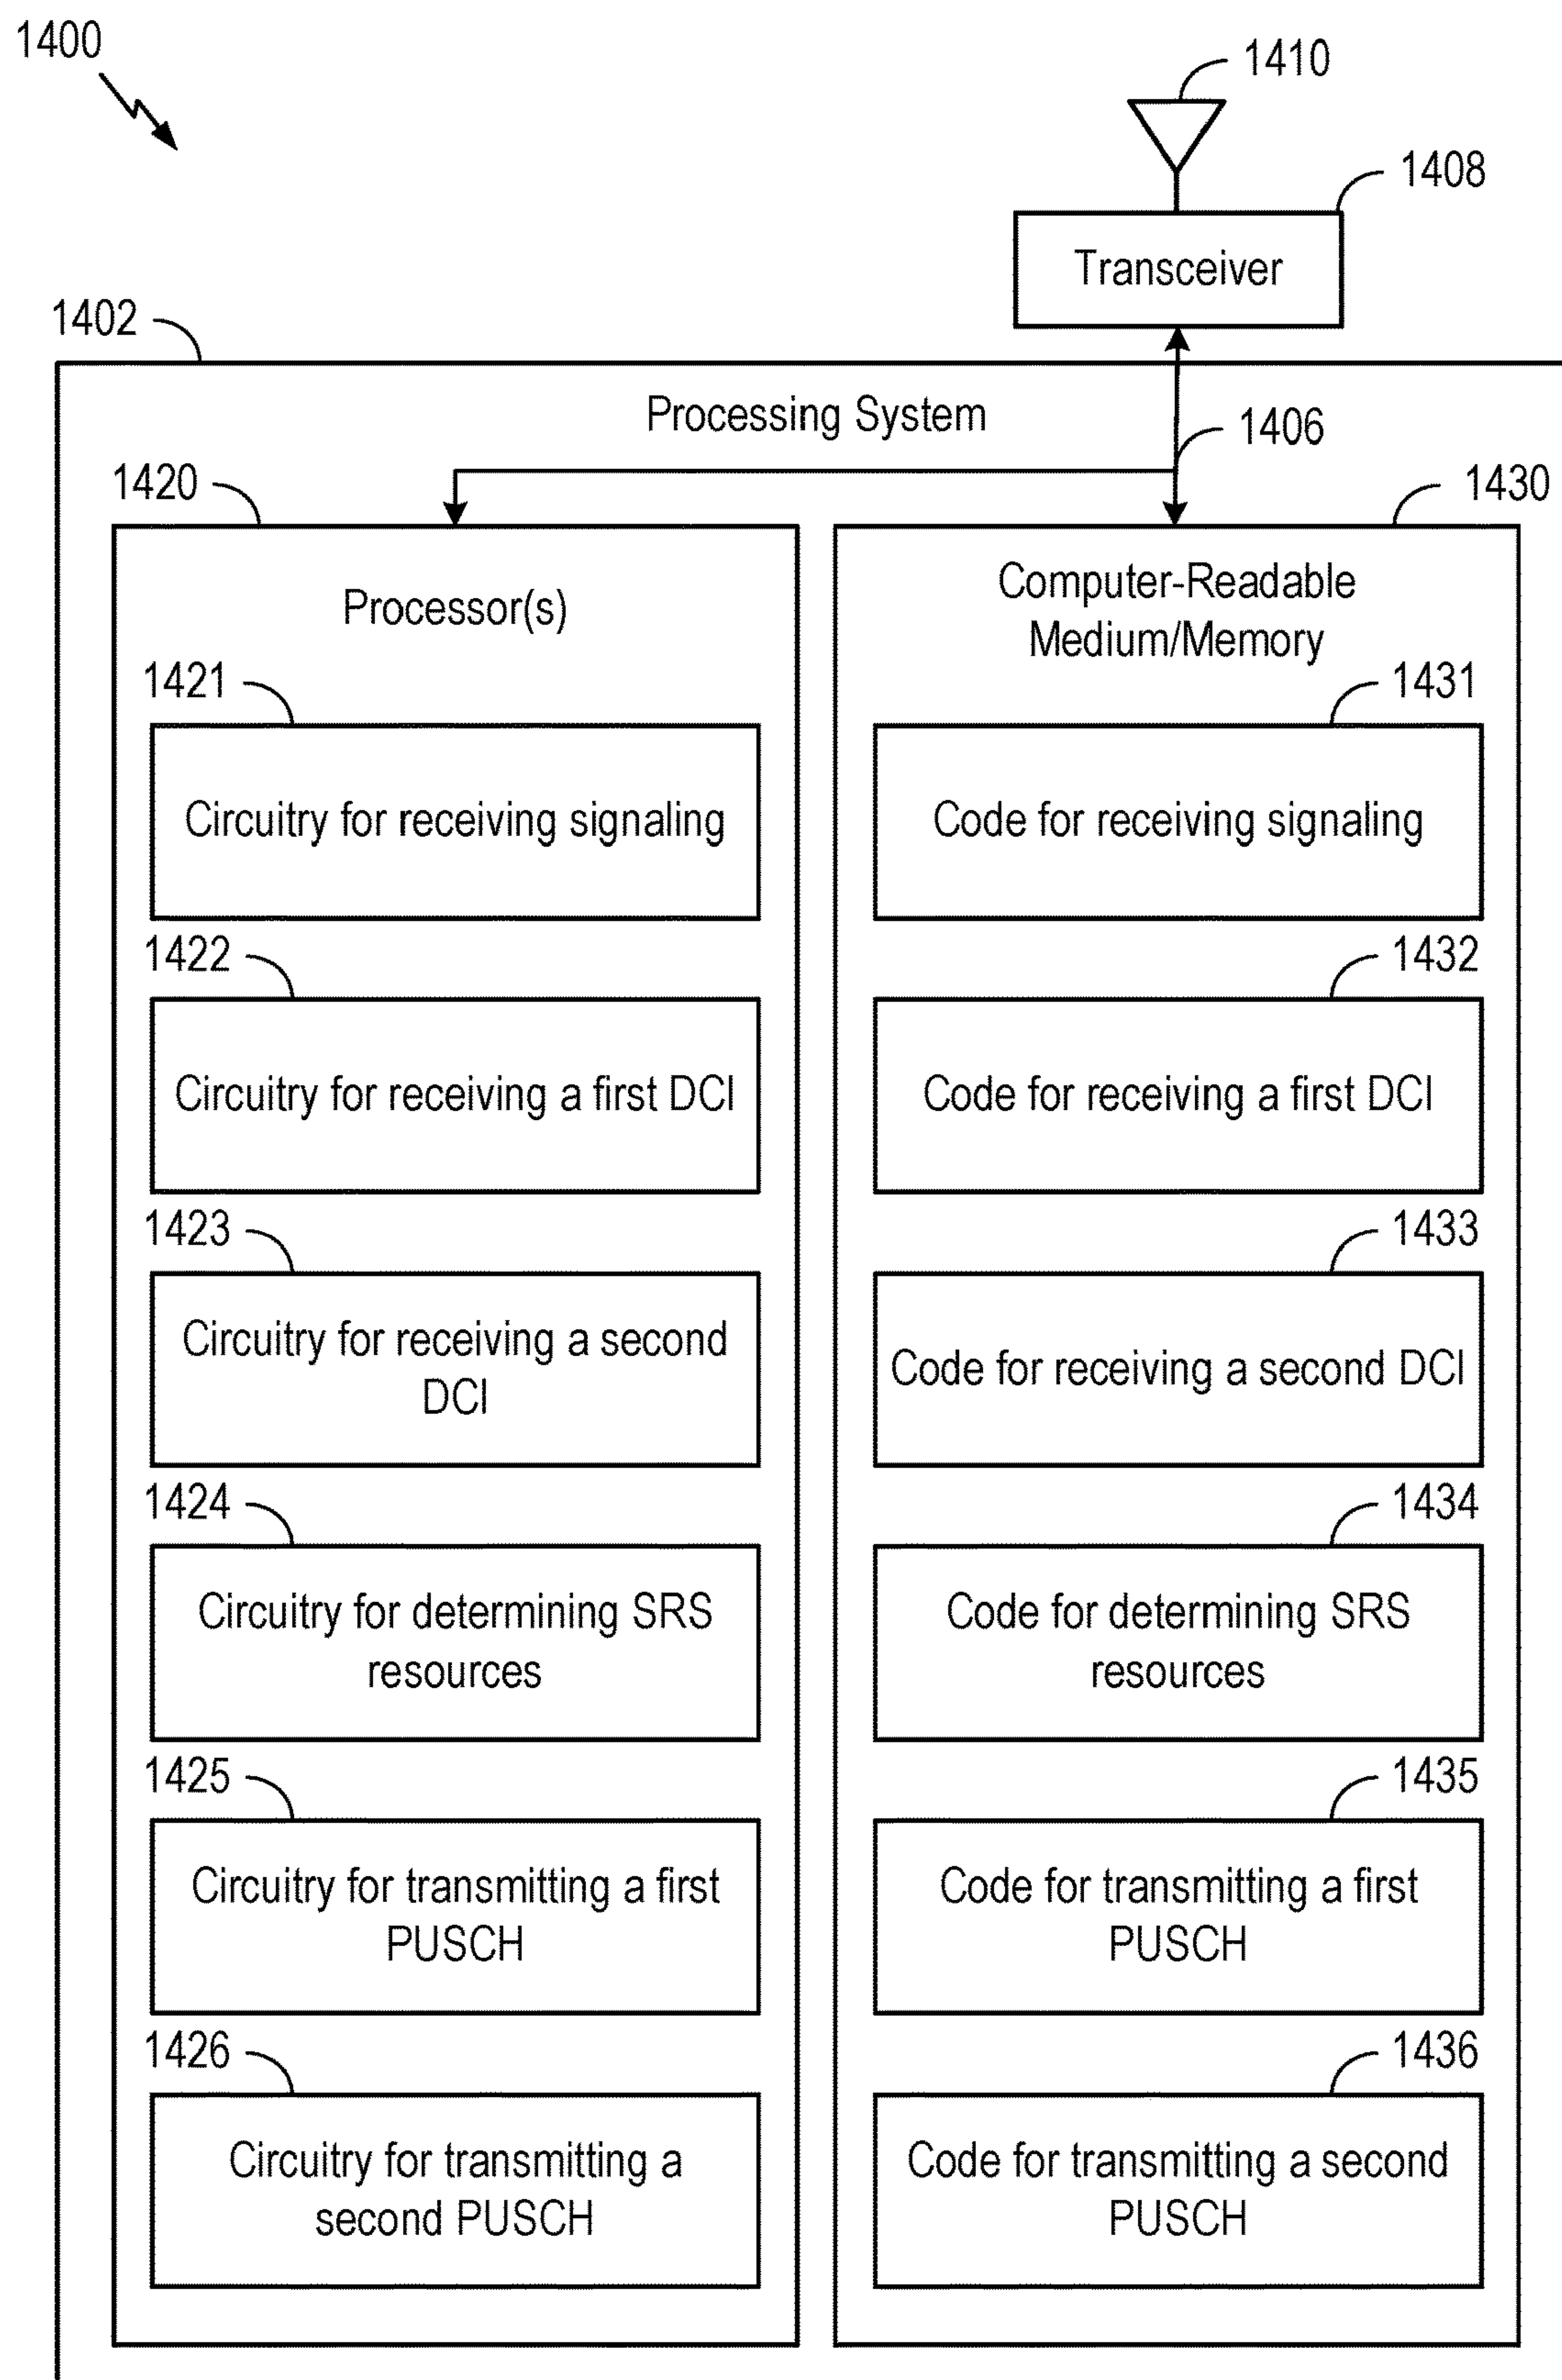 1400
1410
1408
Transceiver
1402
Processing System
1406
1420
1430
Processor(s)
Computer-Readable
Medium/Memory
1421
Circuitry for receiving signaling
1431
Code for receiving signaling
1422
Circuitry for receiving a first DCI
1432
Code for receiving a first DCI
1423
Circuitry for receiving a second
DCI
1433
Code for receiving a second DCI
1424
Circuitry for determining SRS
resources
1434
Code for determining SRS
resources
1425
Circuitry for transmitting a first
PUSCH
1435
Code for transmitting a first
PUSCH
1426
Circuitry for transmitting a
second PUSCH
1436
Code for transmitting a second
PUSCH